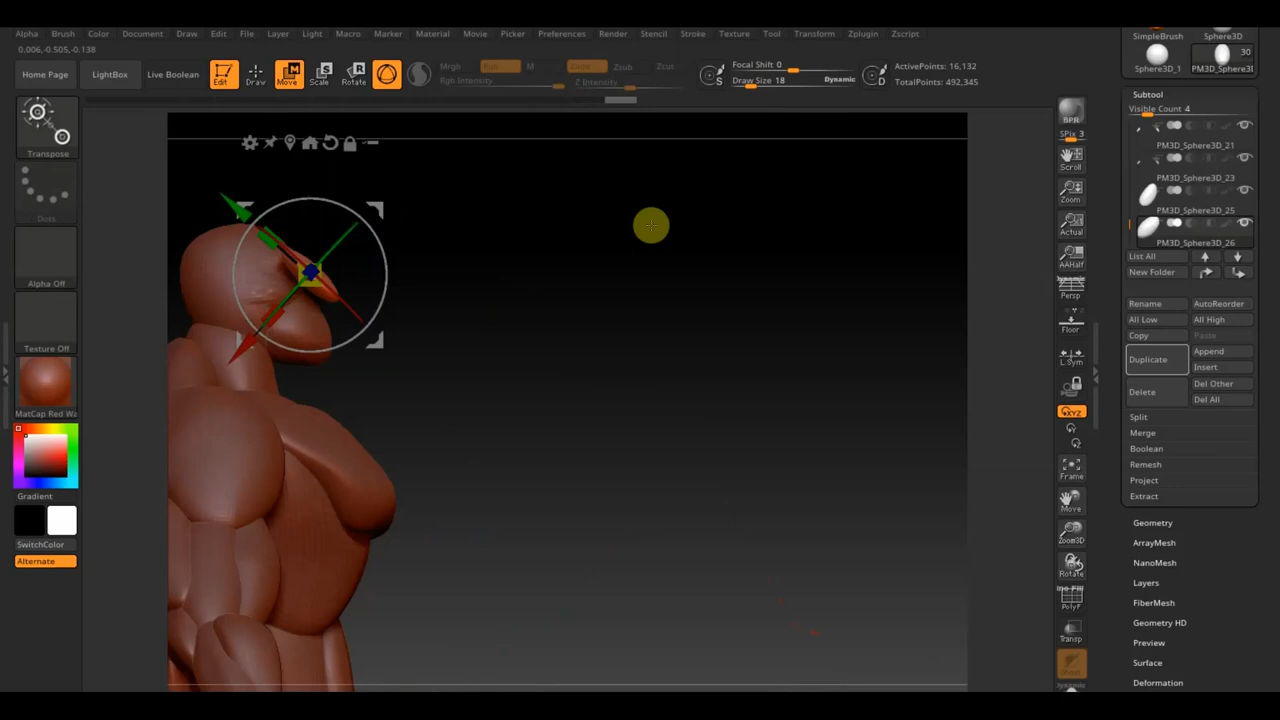 Alpha Brush Color Document Draw Edit File Layer Light Macro Marker Material Movie Picker Preferences Render Stencil Stroke Texture Tool Transform Zplugin Zscript
0.006,-0.505,-0.138
Home Page LightBox Live Boolean Edit Draw Move Scale Rotate
Mrgb Rgb M Zadd Zsub Zcut
Rgb Intensity Z Intensity
Focal Shift 0
Draw Size 18 Dynamic
S
D
ActivePoints: 16,132
TotalPoints: 492,345
SimpleBrush Sphere3D
30
Sphere3D_1
Subtool
Visible Count 4
PM3D_Sphere3D_21
PM3D_Sphere3D_23
PM3D_Sphere3D_25
PM3D_Sphere3D_26
List All
New Folder
Rename AutoReorder
All Low All High
Copy Paste
Duplicate Append
Insert
Delete Del Other
Del All
Split
Merge
Boolean
Remesh
Project
Extract
Geometry
ArrayMesh
NanoMesh
Layers
FiberMesh
Geometry HD
Preview
Surface
Deformation
Transpose
Dots
Alpha Off
Texture Off
MatCap Red Wa
Gradient
SwitchColor
Alternate
BPR
SPix 3
Scroll
Zoom
Actual
AAHalf
Dynamic
Persp
Floor
L.Sym
XYZ
Frame
Move
Zoom3D
Rotate
PolyF
Transp
Dynamic